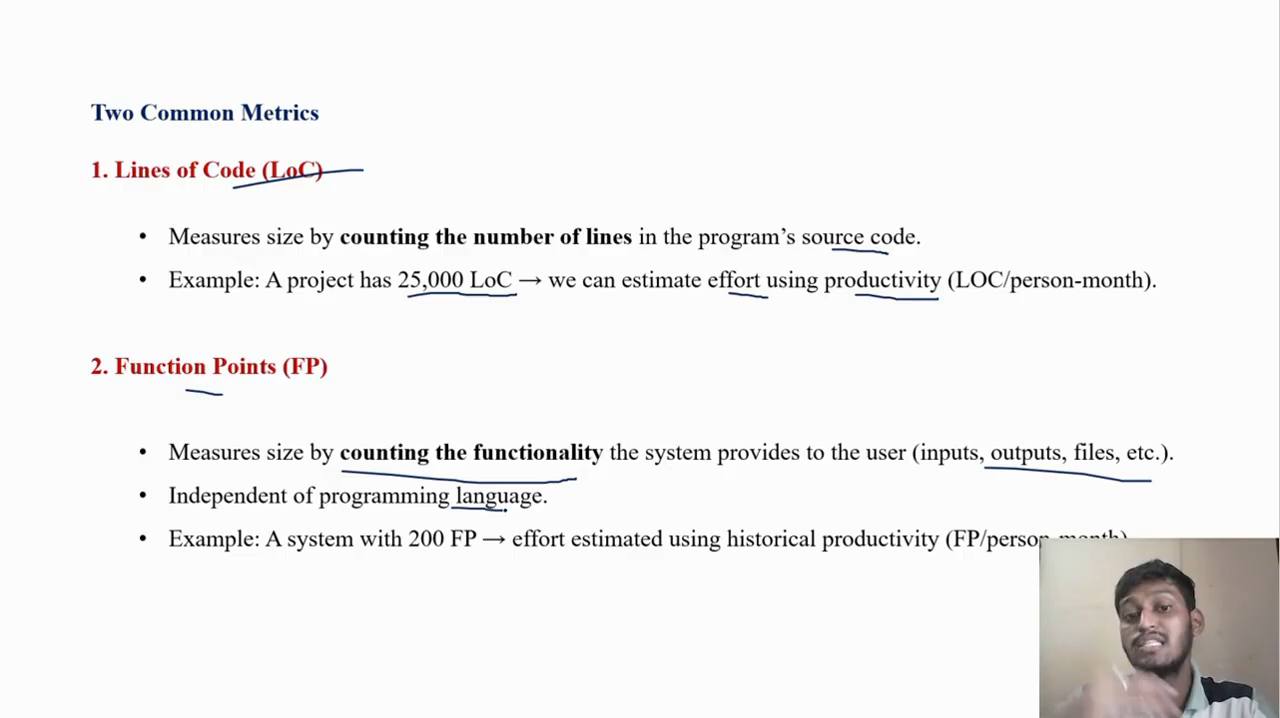 Two Common Metrics
1. Lines of Code (LoC)
• Measures size by counting the number of lines in the program's source code.
• Example: A project has 25,000 LoC → we can estimate effort using productivity (LOC/person-month).
2. Function Points (FP)
• Measures size by counting the functionality the system provides to the user (inputs, outputs, files, etc.).
• Independent of programming language.
• Example: A system with 200 FP → effort estimated using historical productivity (FP/person-month)